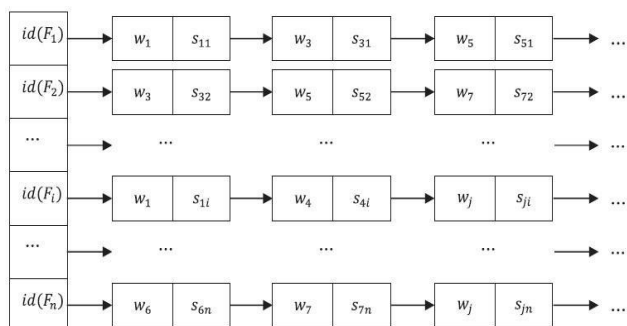 id(F₁) w₁ s₁₁ w₃ s₃₁ w₅ s₅₁ ...
id(F₂) w₃ s₃₂ w₅ s₅₂ w₇ s₇₂ ...
... ... ... ... ...
id(Fᵢ) w₁ s₁ᵢ w₄ s₄ᵢ wⱼ sⱼᵢ ...
... ... ... ... ...
id(Fₙ) w₆ s₆ₙ w₇ s₇ₙ wⱼ sⱼₙ ...